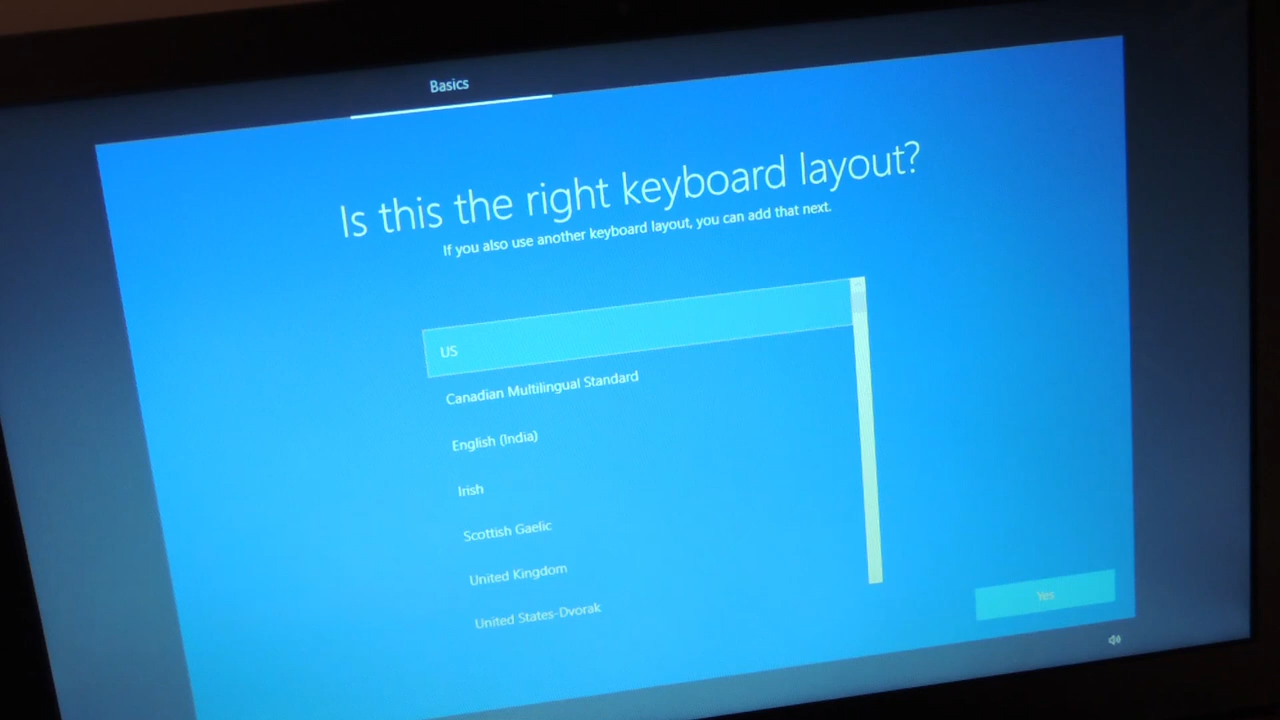 Basics
Is this the right keyboard layout?
If you also use another keyboard layout, you can add that next.
US
Canadian Multilingual Standard
English (India)
Irish
Scottish Gaelic
United Kingdom
United States-Dvorak
Yes